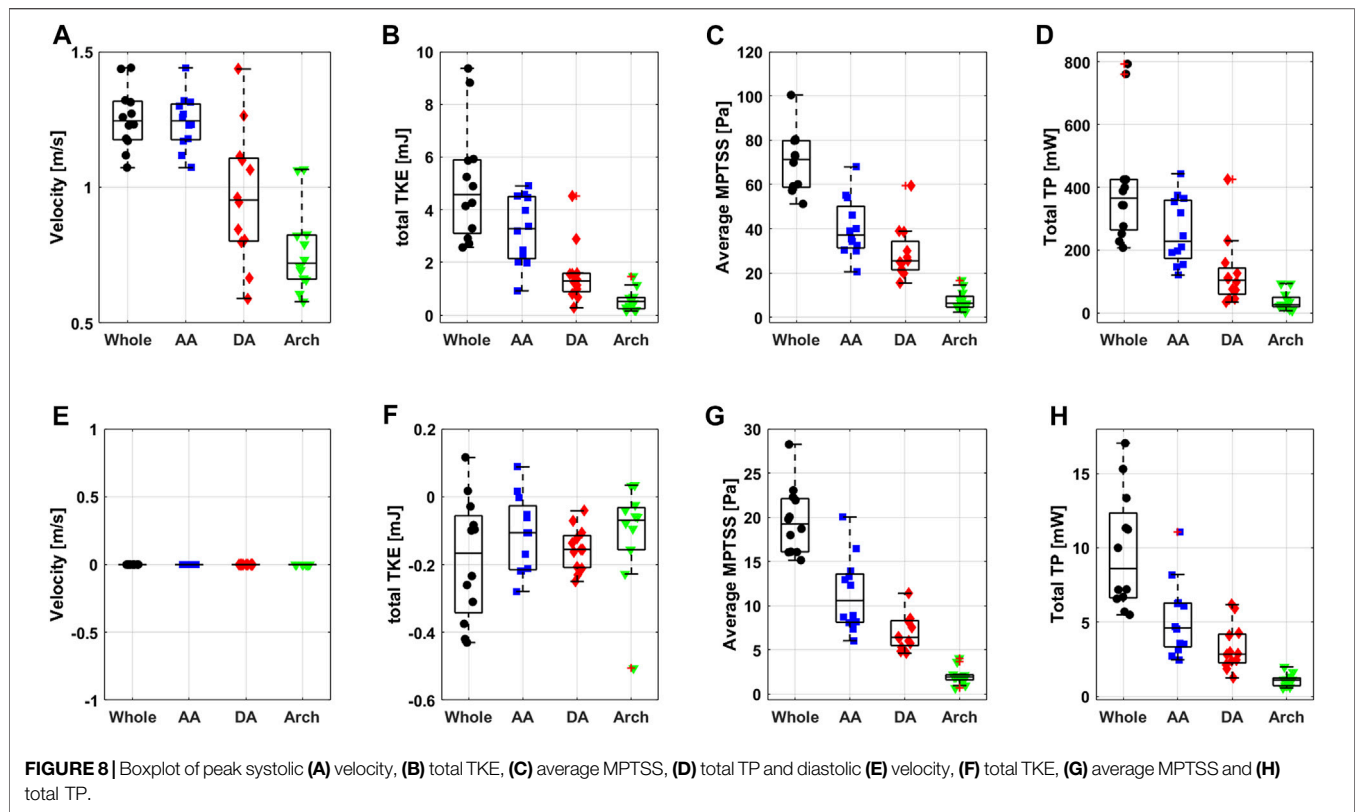 A
Velocity [m/s]
1.5
1
0.5
Whole AA DA Arch
B
total TKE [mJ]
10
8
6
4
2
0
Whole AA DA Arch
C
Average MPTSS [Pa]
120
100
80
60
40
20
0
Whole AA DA Arch
D
Total TP [mW]
800
600
400
200
0
Whole AA DA Arch
E
Velocity [m/s]
1
0.5
0
-0.5
-1
Whole AA DA Arch
F
total TKE [mJ]
0.2
0
-0.2
-0.4
-0.6
Whole AA DA Arch
G
Average MPTSS [Pa]
30
25
20
15
10
5
0
Whole AA DA Arch
H
Total TP [mW]
15
10
5
0
Whole AA DA Arch
FIGURE 8 | Boxplot of peak systolic (A) velocity, (B) total TKE, (C) average MPTSS, (D) total TP and diastolic (E) velocity, (F) total TKE, (G) average MPTSS and (H)
total TP.